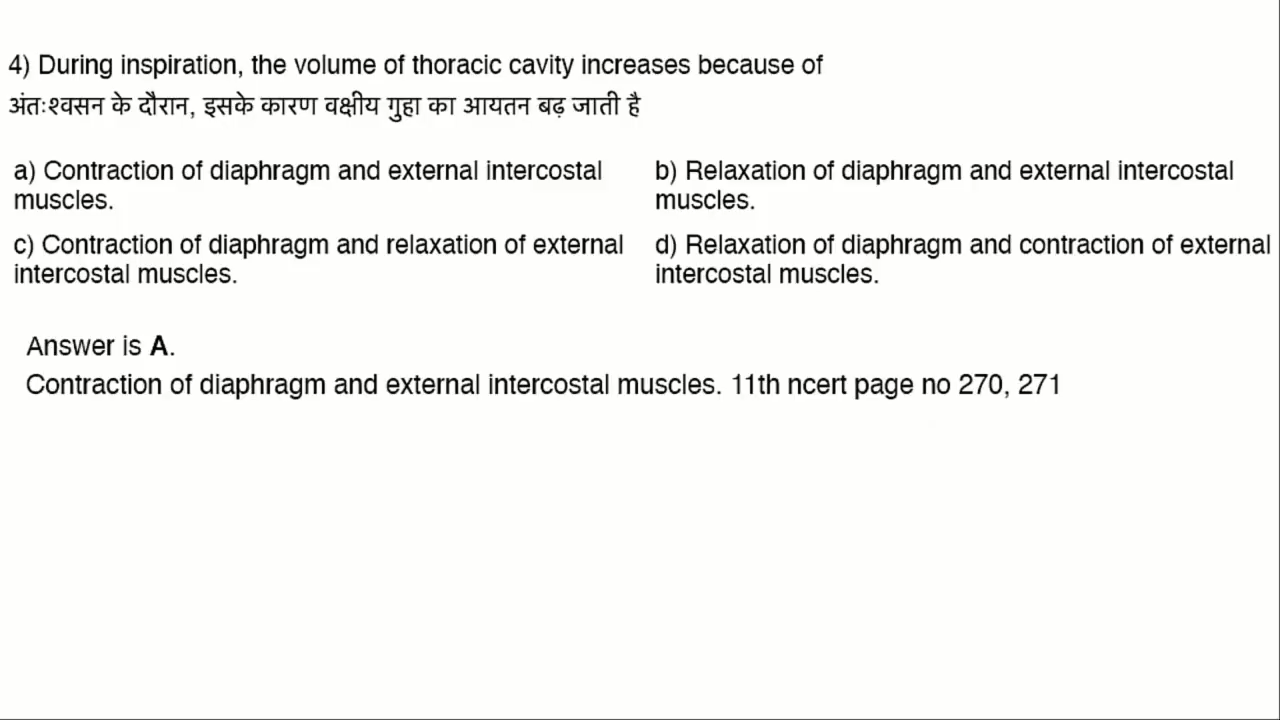 4) During inspiration, the volume of thoracic cavity increases because of
अंतःश्वसन के दौरान, इसके कारण वक्षीय गुहा का आयतन बढ़ जाती है
a) Contraction of diaphragm and external intercostal
muscles.
b) Relaxation of diaphragm and external intercostal
muscles.
c) Contraction of diaphragm and relaxation of external
intercostal muscles.
d) Relaxation of diaphragm and contraction of external
intercostal muscles.
Answer is A.
Contraction of diaphragm and external intercostal muscles. 11th ncert page no 270, 271